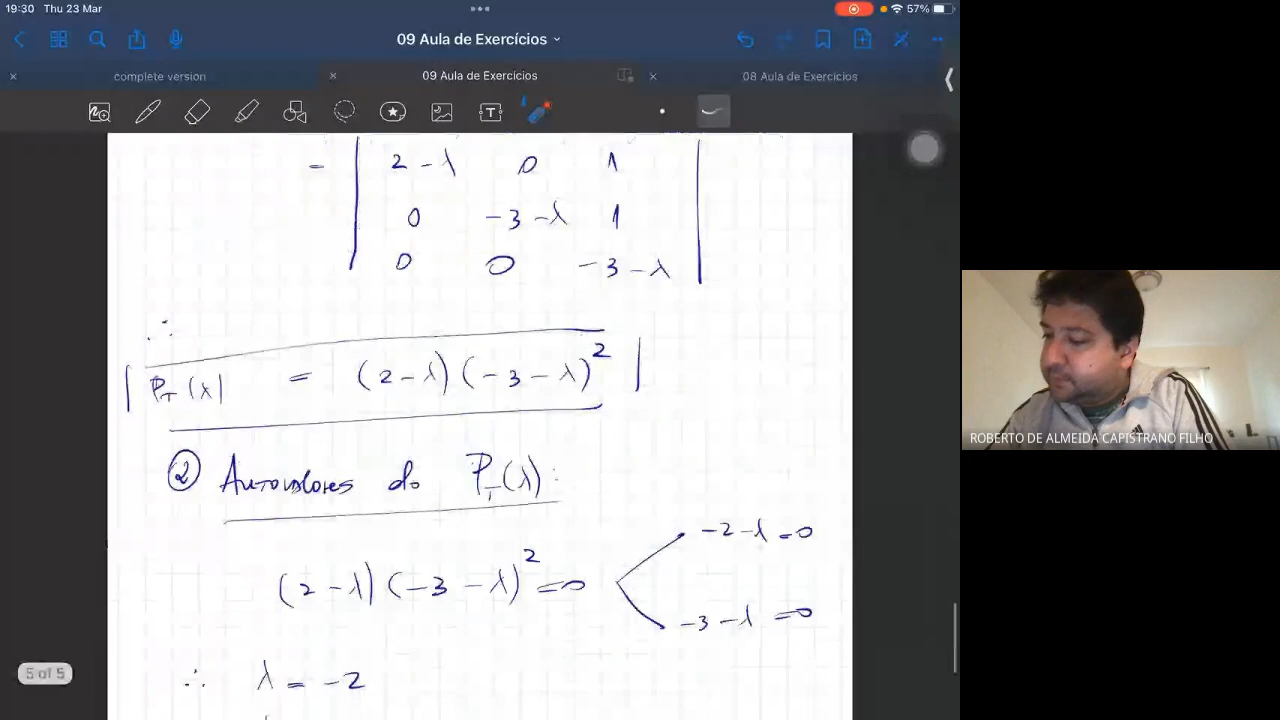 19:30 Thu 23 Mar
57%
09 Aula de Exercícios
complete version
09 Aula de Exercícios
08 Aula de Exercicios
= | 2 - λ 0 1 |
0 -3 - λ 1
0 0 -3 - λ
∴
P_T(λ) = (2 - λ)(-3 - λ)²
② Autovalores do P_T(λ):
(2 - λ)(-3 - λ)² = 0
-2 - λ = 0
-3 - λ = 0
∴ λ = -2
5 of 5
ROBERTO DE ALMEIDA CAPISTRANO FILHO